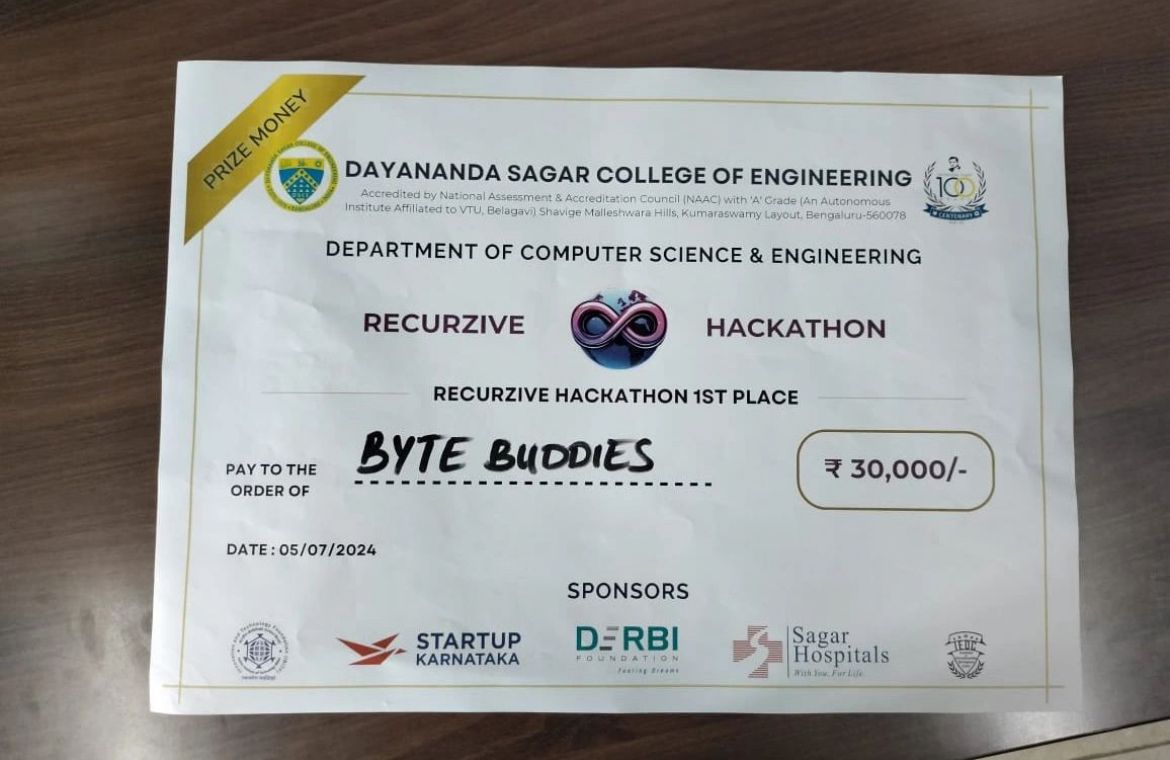 PRIZE MONEY
DAYANANDA SAGAR COLLEGE OF ENGINEERING
Accredited by National Assessment & Accreditation Council (NAAC) with 'A' Grade (An Autonomous
Institute Affiliated to VTU, Belagavi) Shavige Malleshwara Hills, Kumaraswamy Layout, Bengaluru-560078
100
CENTENARY
DEPARTMENT OF COMPUTER SCIENCE & ENGINEERING
RECURZIVE HACKATHON
RECURZIVE HACKATHON 1ST PLACE
PAY TO THE
ORDER OF
BYTE BUDDIES
₹ 30,000/-
DATE : 05/07/2024
SPONSORS
STARTUP
KARNATAKA
DERBI
FOUNDATION
Fueling Dreams
Sagar
Hospitals
With You, For Life.
IEDC